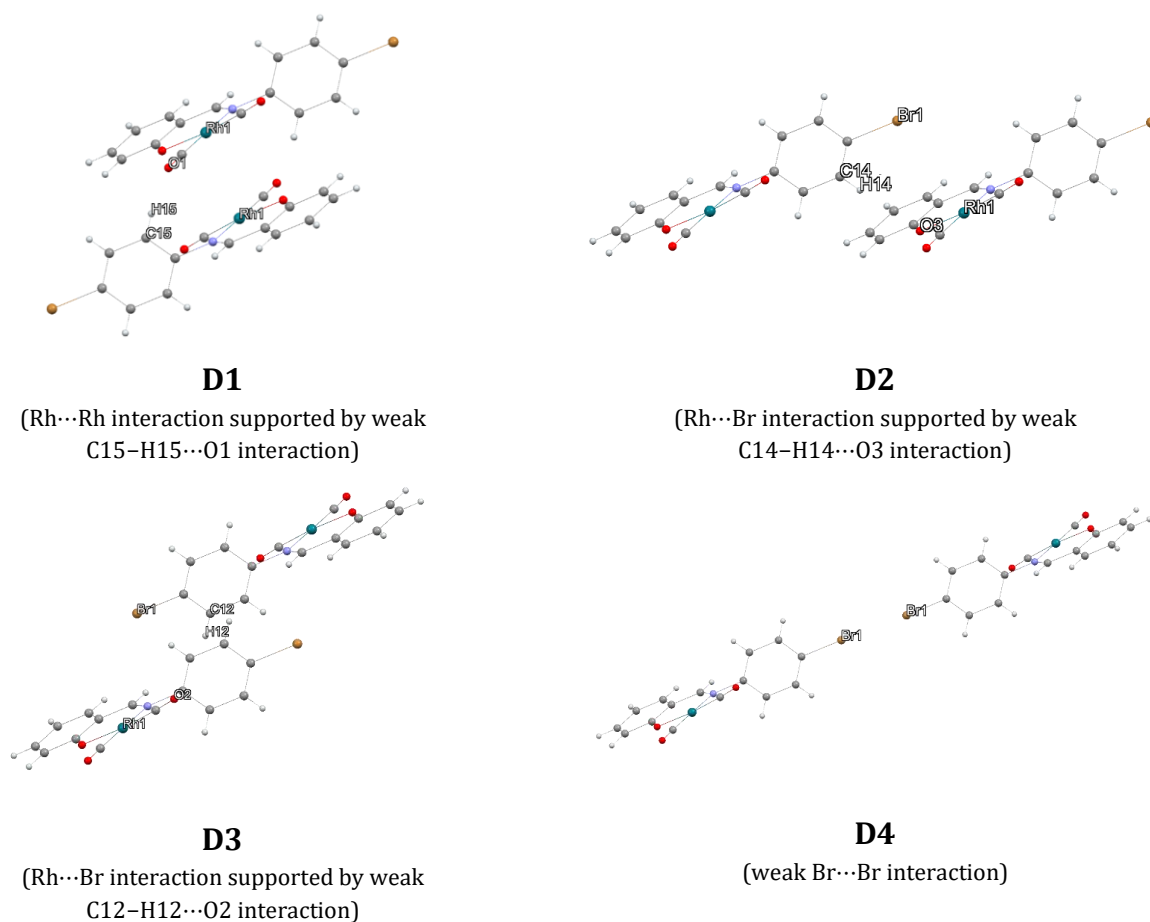 Rh1
O1
H15
Rh1
C15
D1
(Rh⋯Rh interaction supported by weak
C15−H15⋯O1 interaction)
Br1
C14
H14
Rh1
O3
D2
(Rh⋯Br interaction supported by weak
C14−H14⋯O3 interaction)
Br1
C12
H12
O2
Rh1
D3
(Rh⋯Br interaction supported by weak
C12−H12⋯O2 interaction)
Br1
Br1
D4
(weak Br⋯Br interaction)